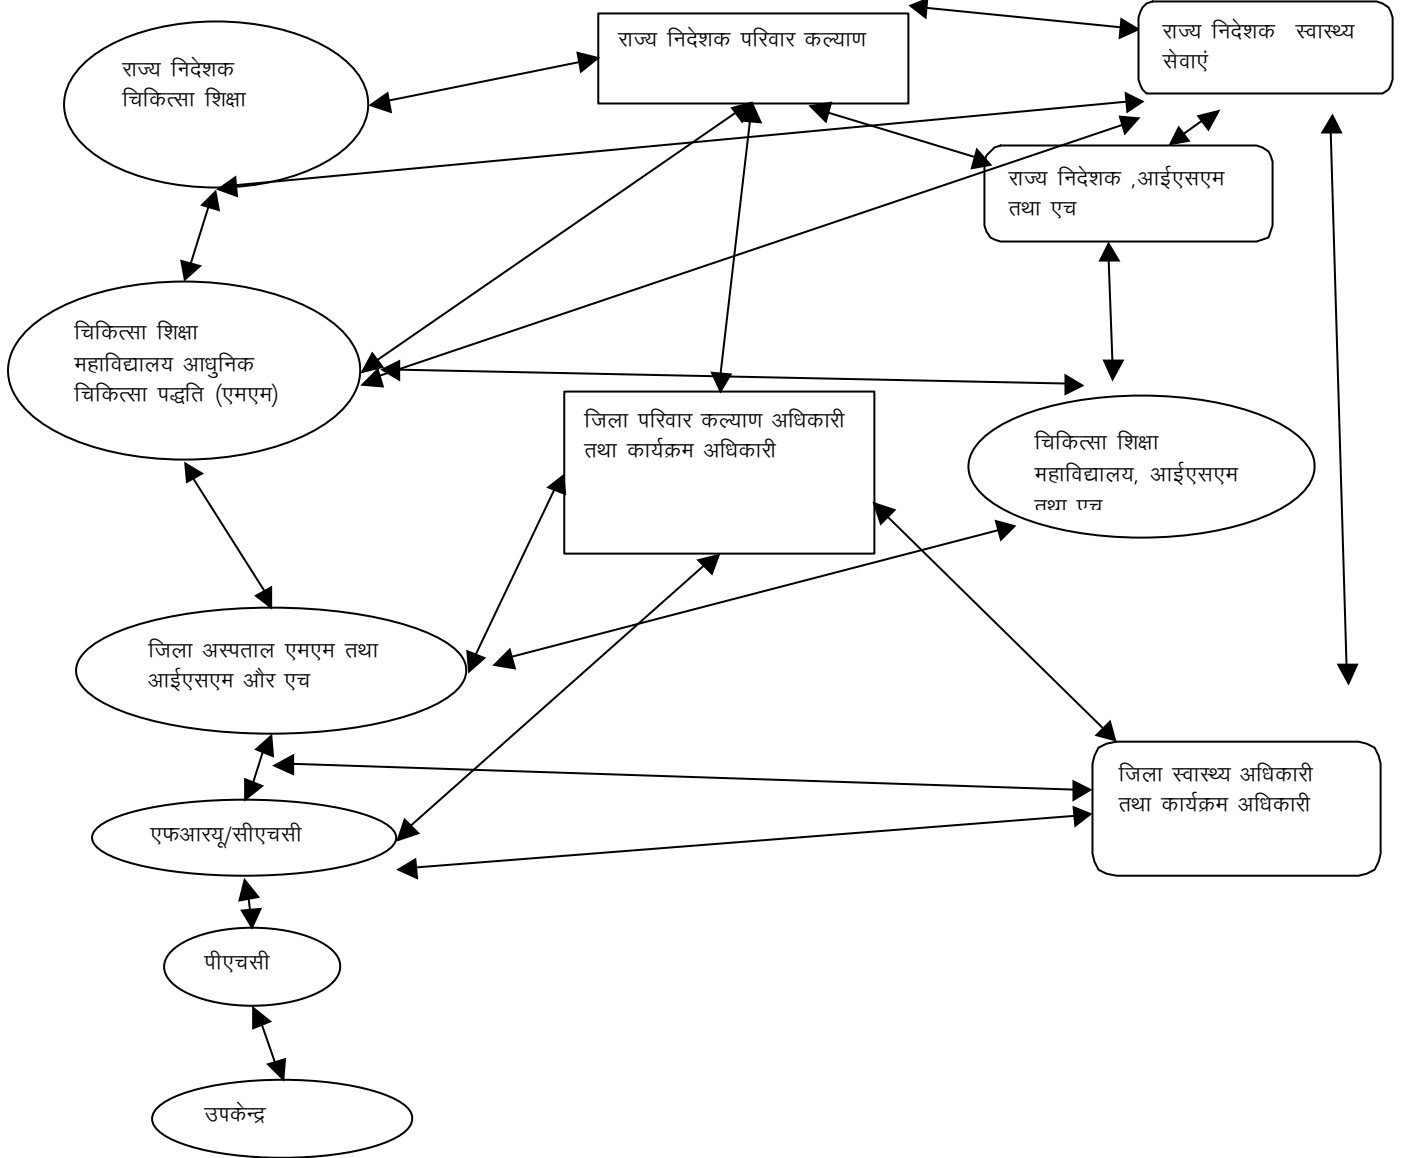 राज्य निदेशक
चिकित्सा शिक्षा
राज्य निदेशक परिवार कल्याण
राज्य निदेशक स्वास्थ्य
सेवाएं
राज्य निदेशक ,आईएसएम
तथा एच
चिकित्सा शिक्षा
महाविद्यालय आधुनिक
चिकित्सा पद्धति (एमएम)
जिला परिवार कल्याण अधिकारी
तथा कार्यक्रम अधिकारी
चिकित्सा शिक्षा
महाविद्यालय, आईएसएम
तथा एच
जिला अस्पताल एमएम तथा
आईएसएम और एच
जिला स्वास्थ्य अधिकारी
तथा कार्यक्रम अधिकारी
एफआरयू/सीएचसी
पीएचसी
उपकेन्द्र